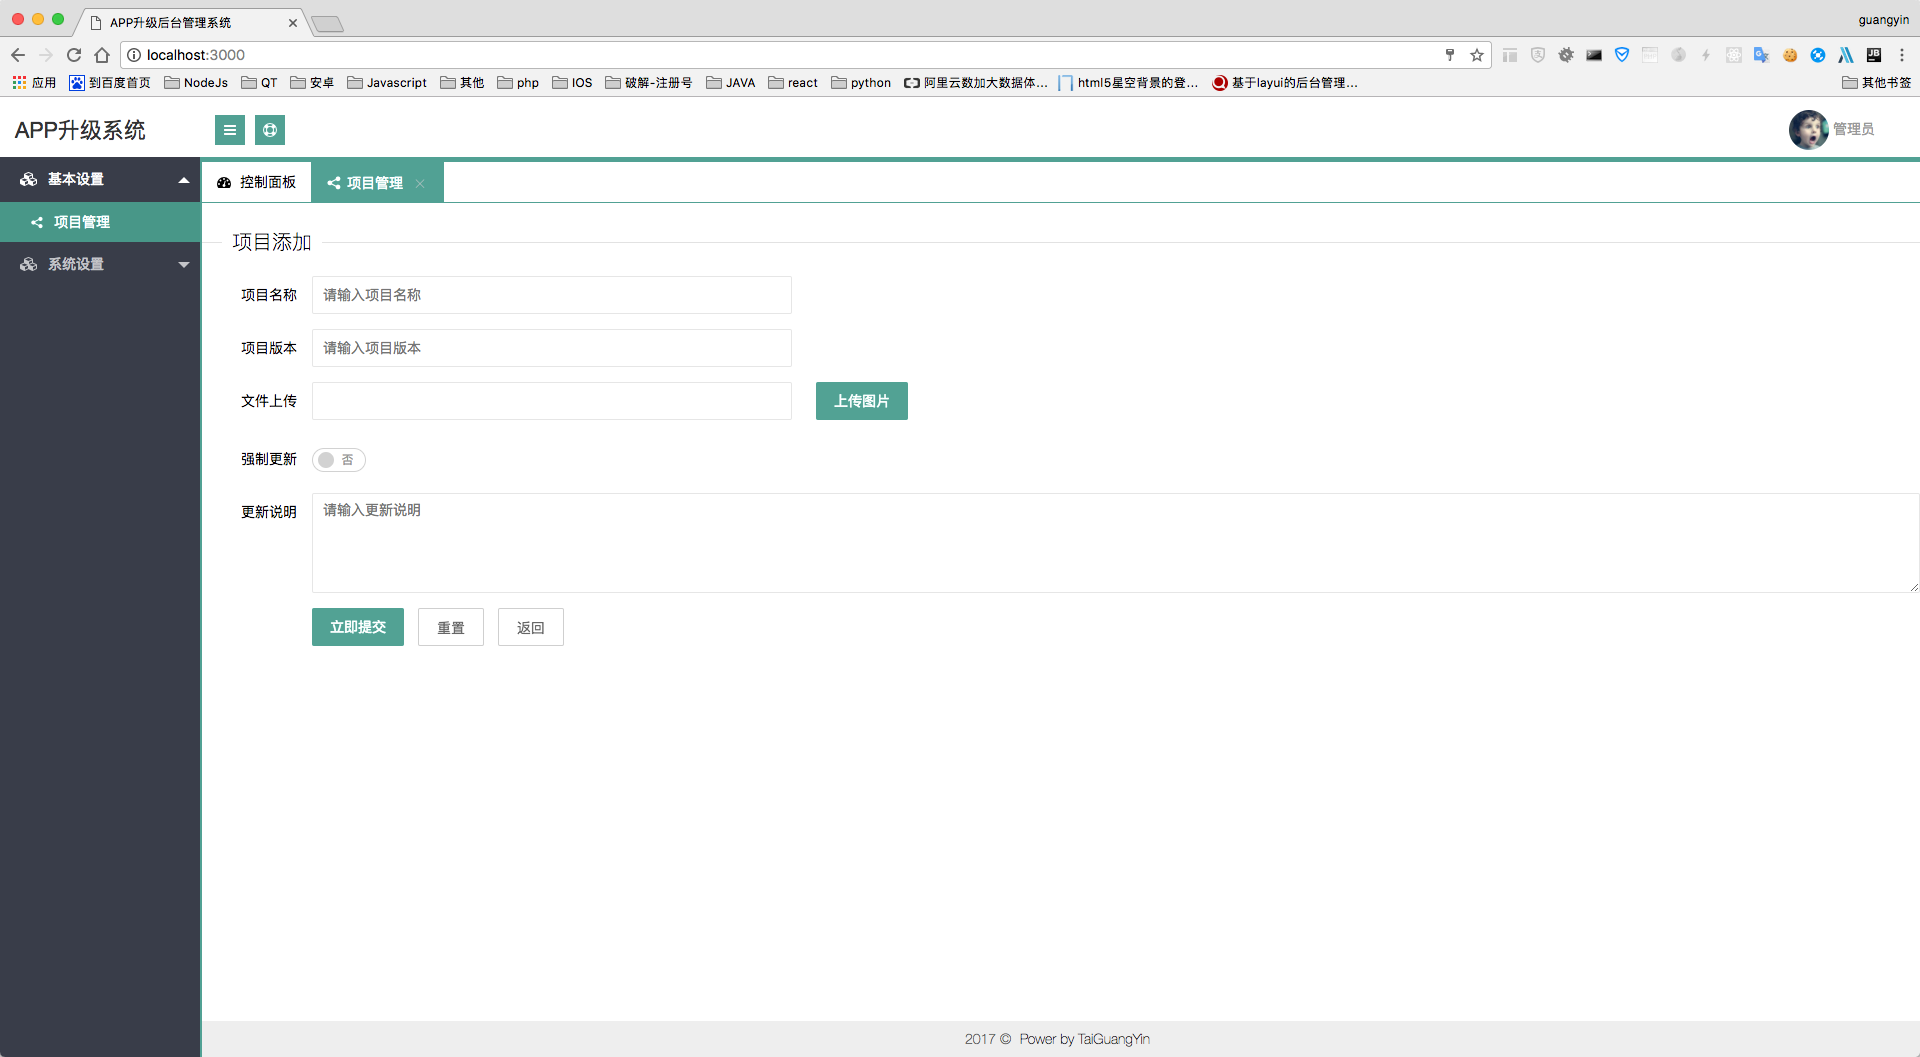 APP升级后台管理系统
guangyin
localhost:3000
应用 到百度首页 NodeJs QT 安卓 Javascript 其他 php IOS 破解-注册号 JAVA react python 阿里云数加大数据体... html5星空背景的登... 基于layui的后台管理... 其他书签
APP升级系统
管理员
基本设置
项目管理
系统设置
控制面板 项目管理
项目添加
项目名称 请输入项目名称
项目版本 请输入项目版本
文件上传 上传图片
强制更新 否
更新说明 请输入更新说明
立即提交 重置 返回
2017 © Power by TaiGuangYin